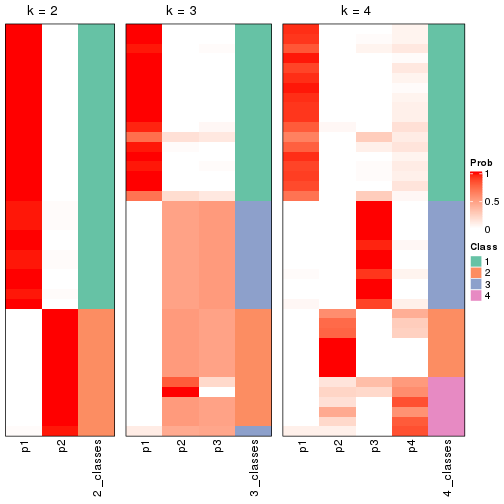 k = 2
k = 3
k = 4
Prob
1
0.5
0
Class
1
2
3
4
p1
p2
2_classes
p1
p2
p3
3_classes
p1
p2
p3
p4
4_classes